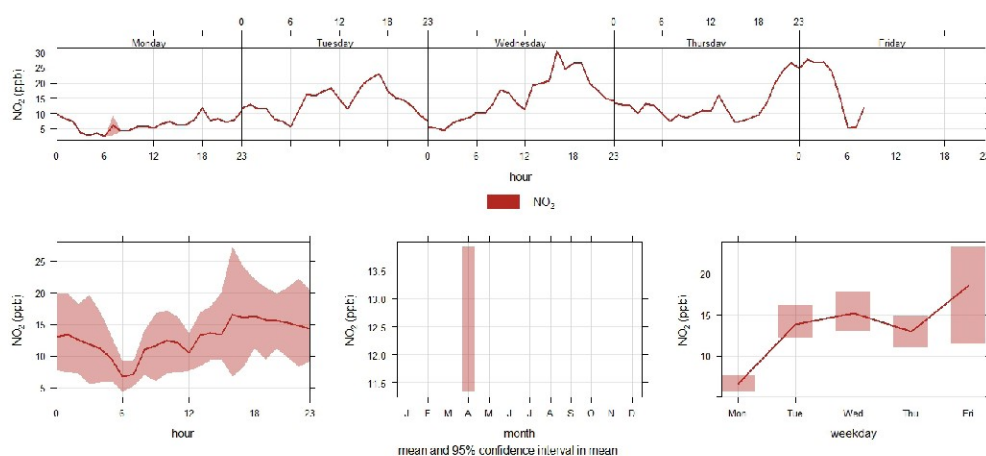 0 6 12 18 23 0 6 12 18 23
Monday Tuesday Wednesday Thursday Friday
NO2 (ppb)
30
25
20
15
10
5
0 6 12 18 23 0 6 12 18 23 0 6 12 18 23
hour
NO2
NO2 (ppb)
25
20
15
10
5
0 6 12 18 23
hour
NO2 (ppb)
13.5
13.0
12.5
12.0
11.5
J F M A M J J A S O N D
month
mean and 95% confidence interval in mean
NO2 (ppb)
20
15
10
Mon Tue Wed Thu Fri
weekday